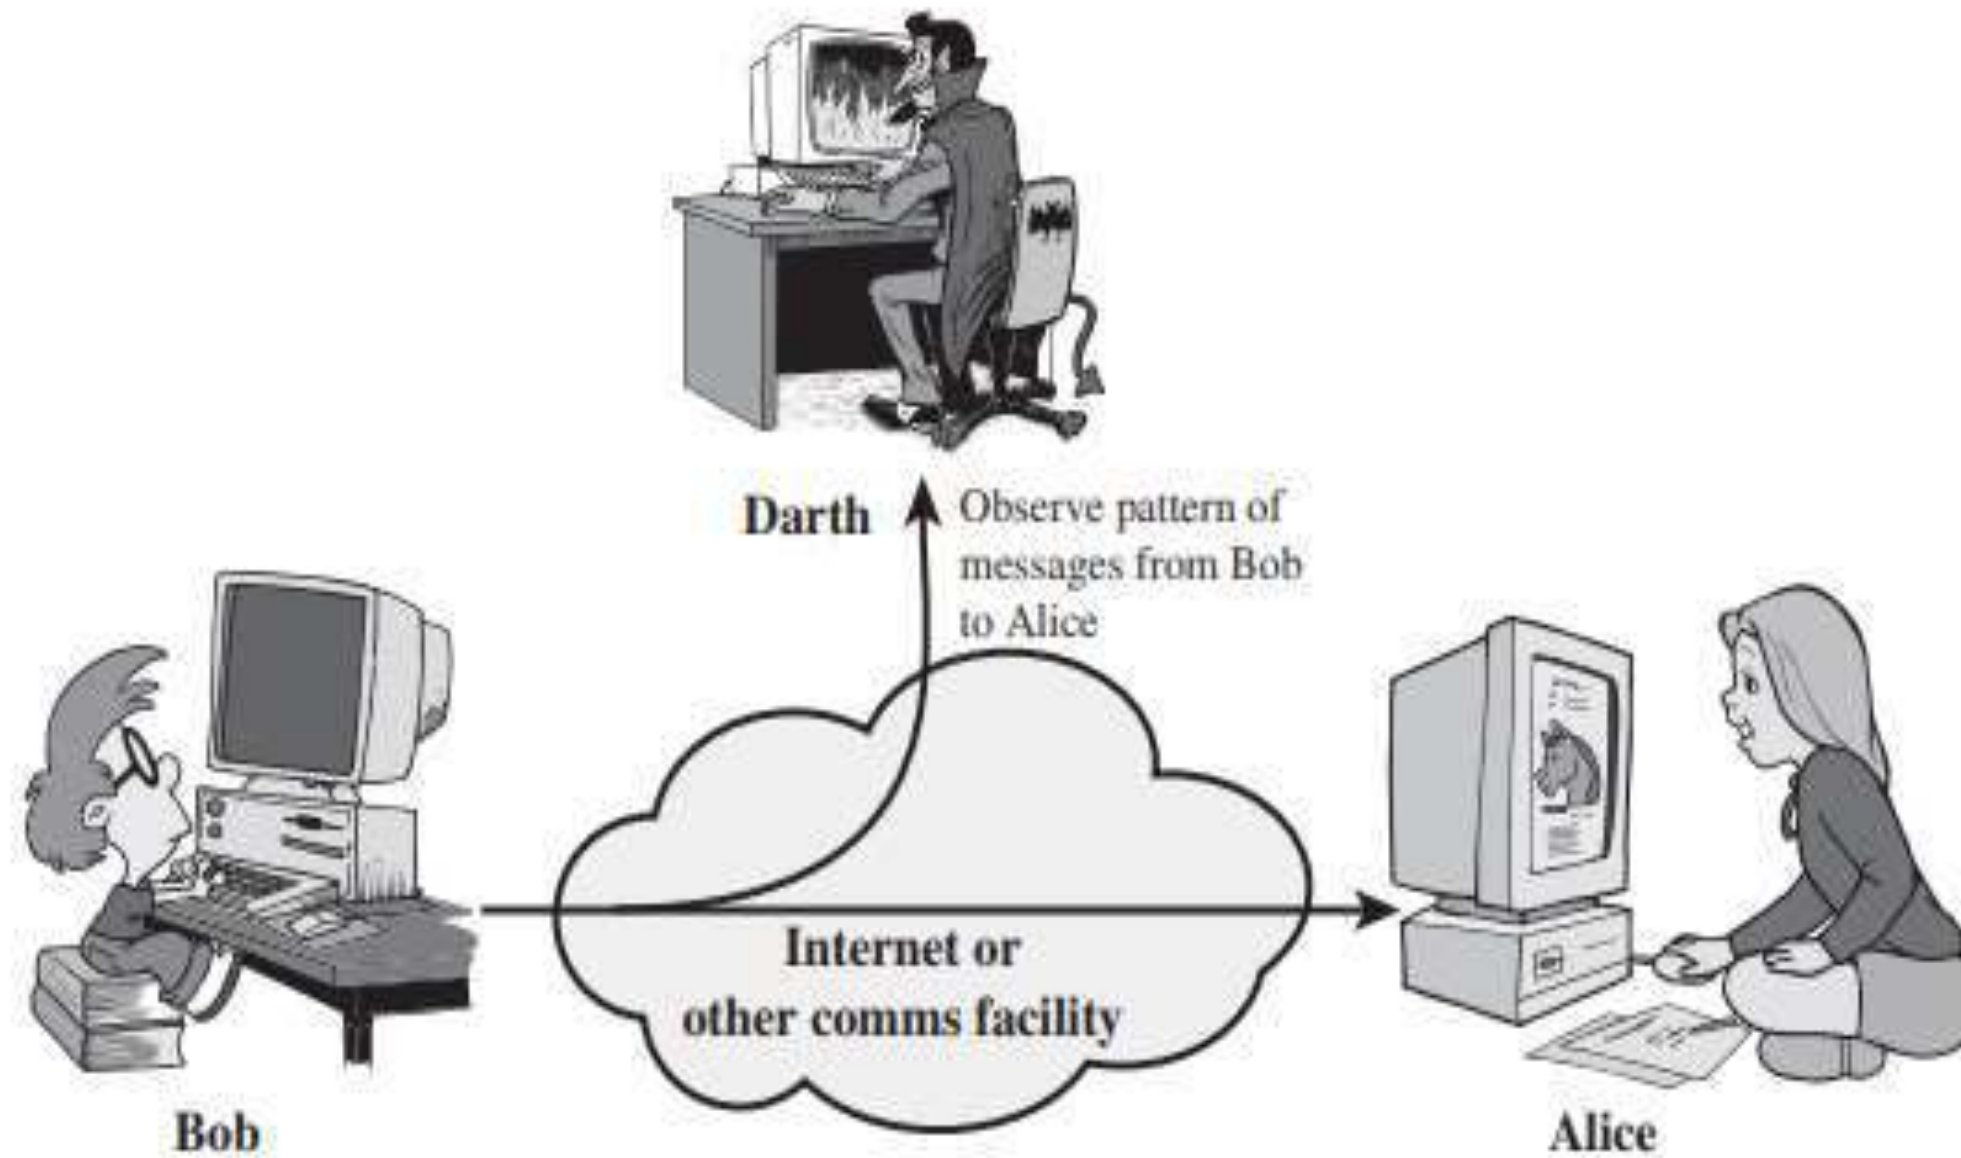 Darth
Observe pattern of
messages from Bob
to Alice
Internet or
other comms facility
Bob
Alice